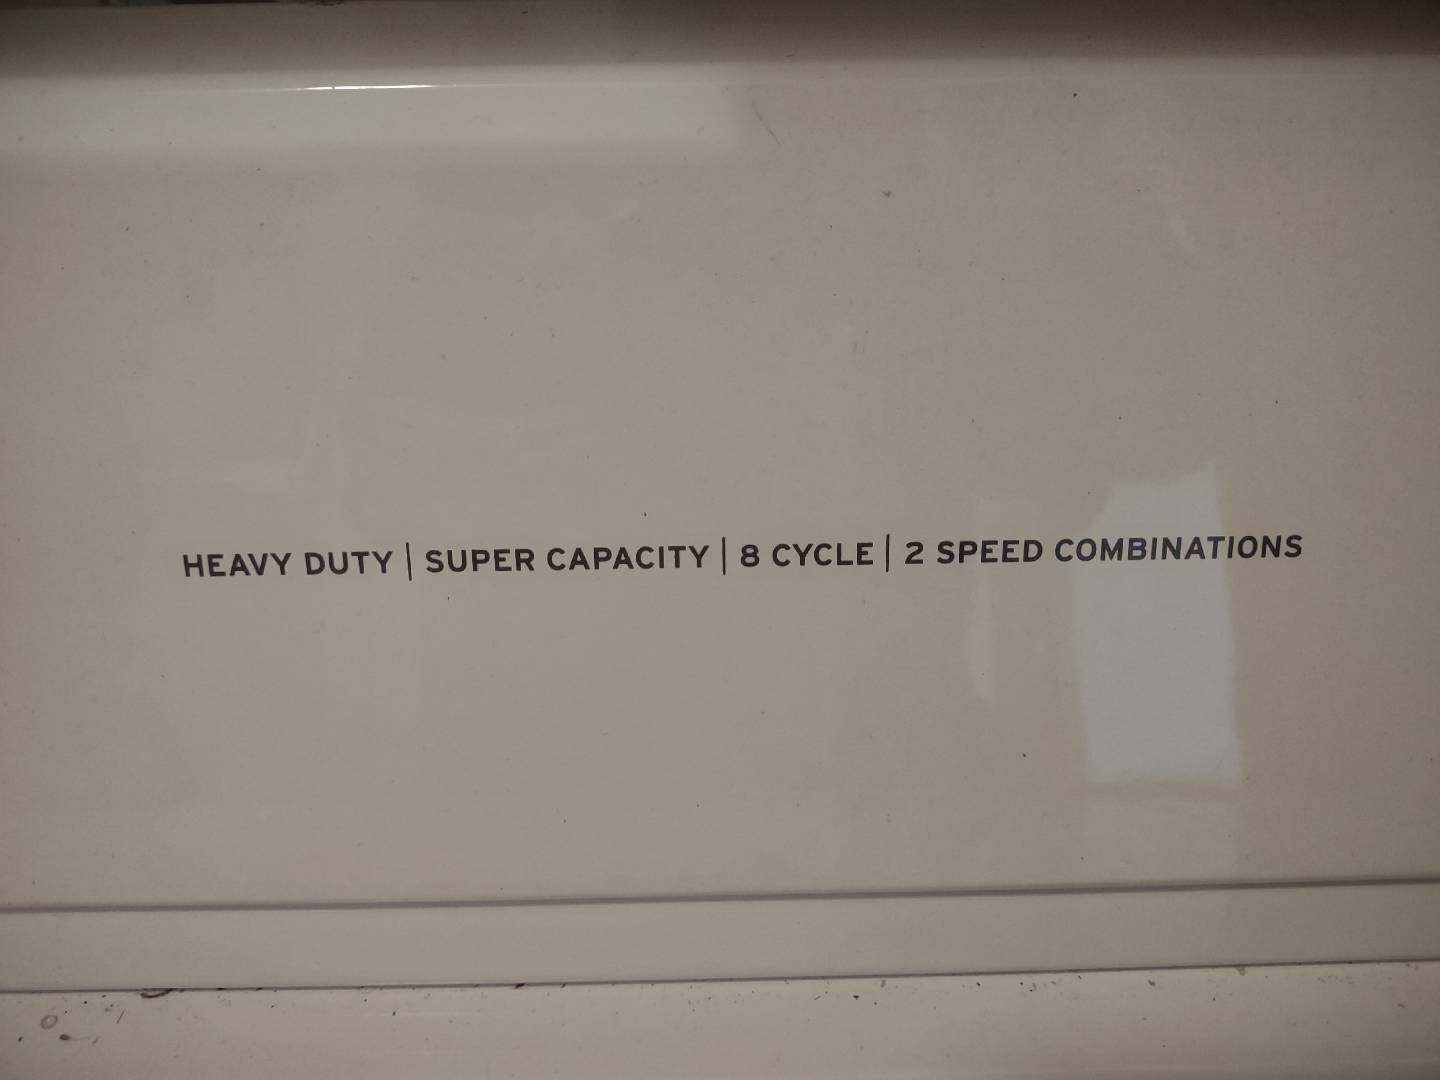 HEAVY DUTY | SUPER CAPACITY | 8 CYCLE | 2 SPEED COMBINATIONS